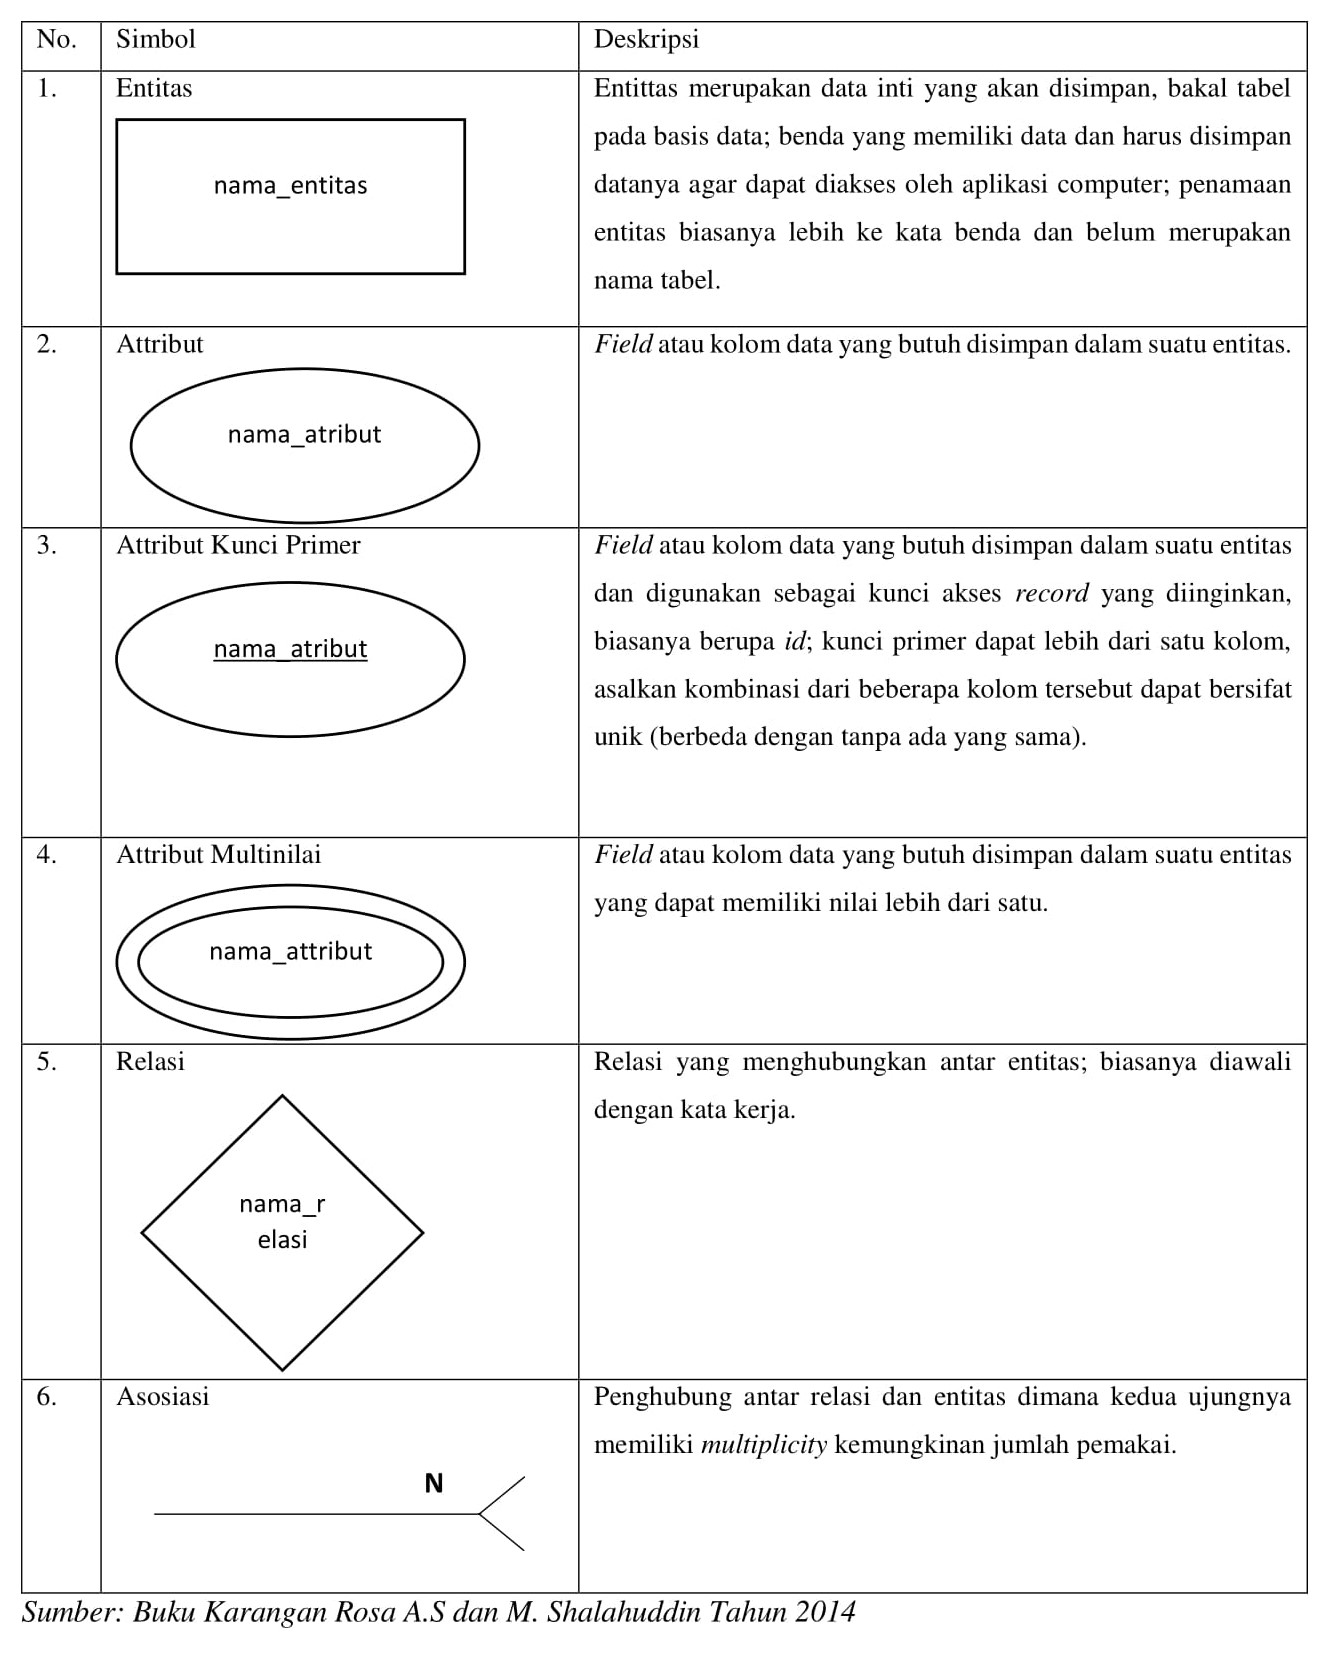 No. Simbol Deskripsi
1. Entitas Entittas merupakan data inti yang akan disimpan, bakal tabel
pada basis data; benda yang memiliki data dan harus disimpan
nama_entitas datanya agar dapat diakses oleh aplikasi computer; penamaan
entitas biasanya lebih ke kata benda dan belum merupakan
nama tabel.
2. Attribut Field atau kolom data yang butuh disimpan dalam suatu entitas.
nama_atribut
3. Attribut Kunci Primer Field atau kolom data yang butuh disimpan dalam suatu entitas
dan digunakan sebagai kunci akses record yang diinginkan,
nama_atribut biasanya berupa id; kunci primer dapat lebih dari satu kolom,
asalkan kombinasi dari beberapa kolom tersebut dapat bersifat
unik (berbeda dengan tanpa ada yang sama).
4. Attribut Multinilai Field atau kolom data yang butuh disimpan dalam suatu entitas
yang dapat memiliki nilai lebih dari satu.
nama_attribut
5. Relasi Relasi yang menghubungkan antar entitas; biasanya diawali
dengan kata kerja.
nama_r
elasi
6. Asosiasi Penghubung antar relasi dan entitas dimana kedua ujungnya
memiliki multiplicity kemungkinan jumlah pemakai.
N
Sumber: Buku Karangan Rosa A.S dan M. Shalahuddin Tahun 2014